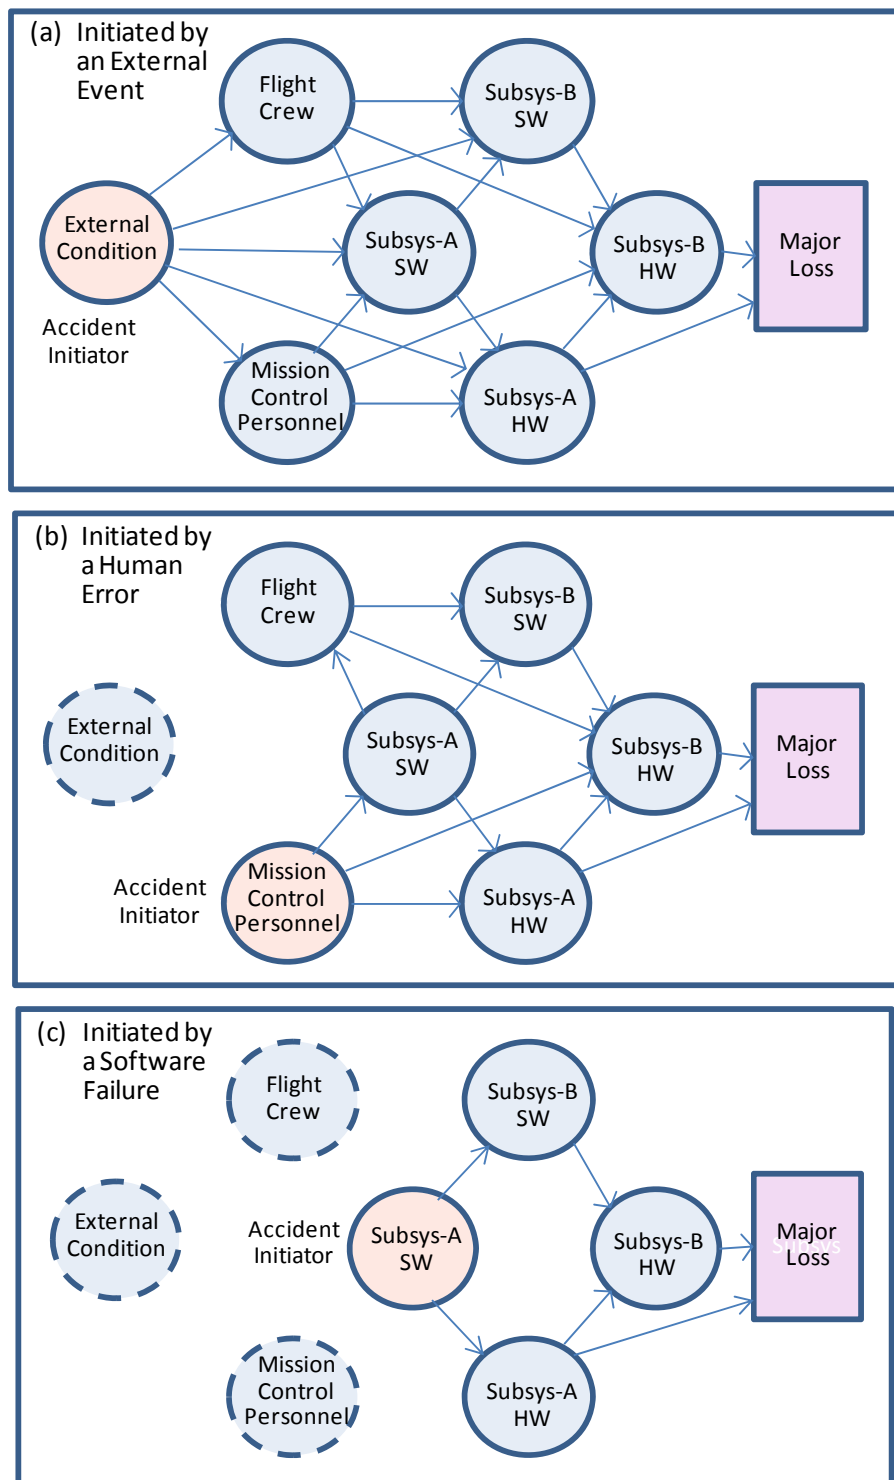 (a) Initiated by
an External
Event
Flight
Crew
Subsys-B
SW
External
Condition
Subsys-A
SW
Subsys-B
HW
Major
Loss
Accident
Initiator
Mission
Control
Personnel
Subsys-A
HW
(b) Initiated by
a Human
Error
Flight
Crew
Subsys-B
SW
External
Condition
Subsys-A
SW
Subsys-B
HW
Major
Loss
Accident
Initiator
Mission
Control
Personnel
Subsys-A
HW
(c) Initiated by
a Software
Failure
Flight
Crew
Subsys-B
SW
External
Condition
Accident
Initiator
Subsys-A
SW
Subsys-B
HW
Major
Subsys
Loss
Mission
Control
Personnel
Subsys-A
HW